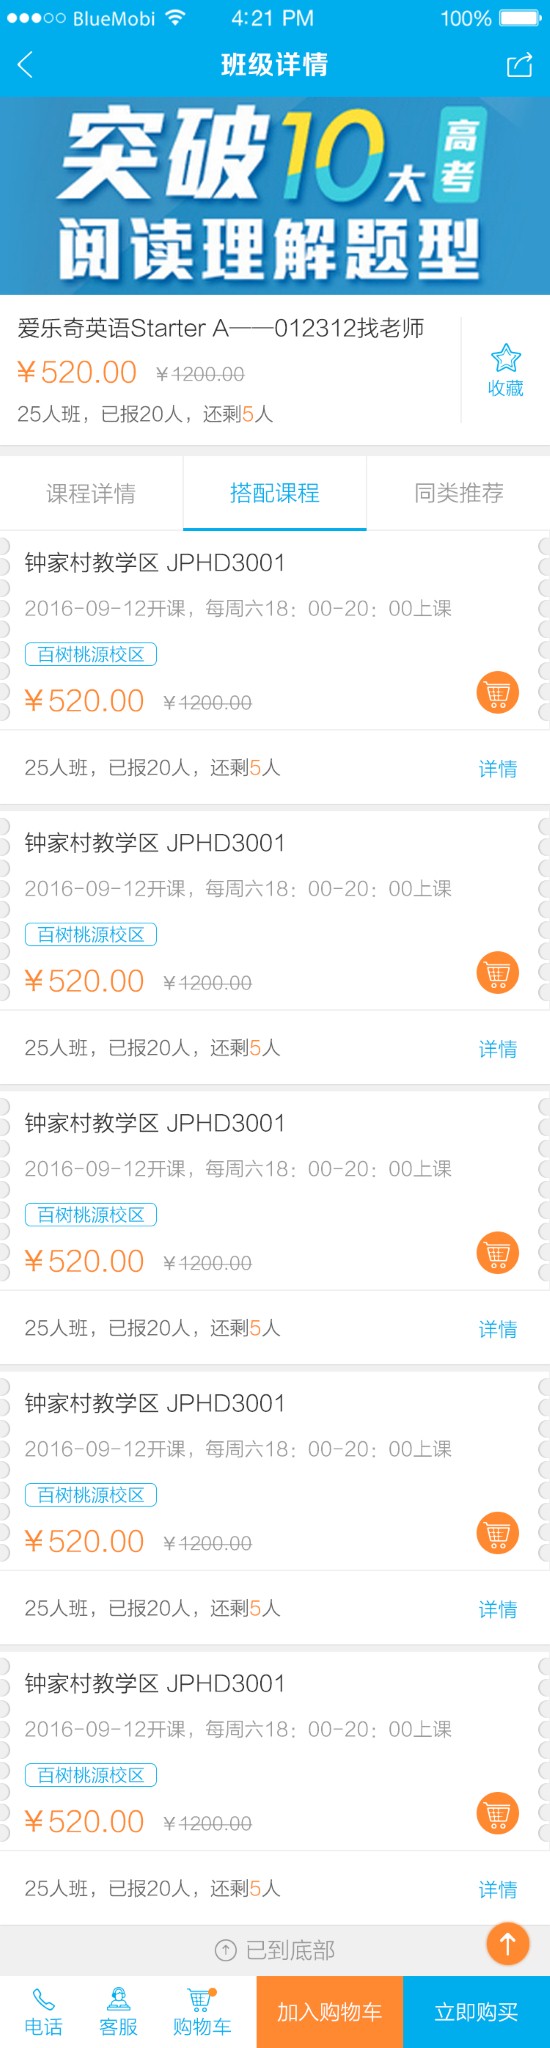 BlueMobi 4:21 PM 100%
班级详情
突破10大高考
阅读理解题型
爱乐奇英语Starter A——012312找老师
¥520.00 ¥1200.00
收藏
25人班，已报20人，还剩5人
课程详情 搭配课程 同类推荐
钟家村教学区 JPHD3001
2016-09-12开课，每周六18：00-20：00上课
百树桃源校区
¥520.00 ¥1200.00
25人班，已报20人，还剩5人 详情
钟家村教学区 JPHD3001
2016-09-12开课，每周六18：00-20：00上课
百树桃源校区
¥520.00 ¥1200.00
25人班，已报20人，还剩5人 详情
钟家村教学区 JPHD3001
2016-09-12开课，每周六18：00-20：00上课
百树桃源校区
¥520.00 ¥1200.00
25人班，已报20人，还剩5人 详情
钟家村教学区 JPHD3001
2016-09-12开课，每周六18：00-20：00上课
百树桃源校区
¥520.00 ¥1200.00
25人班，已报20人，还剩5人 详情
钟家村教学区 JPHD3001
2016-09-12开课，每周六18：00-20：00上课
百树桃源校区
¥520.00 ¥1200.00
25人班，已报20人，还剩5人 详情
已到底部
电话 客服 购物车 加入购物车 立即购买